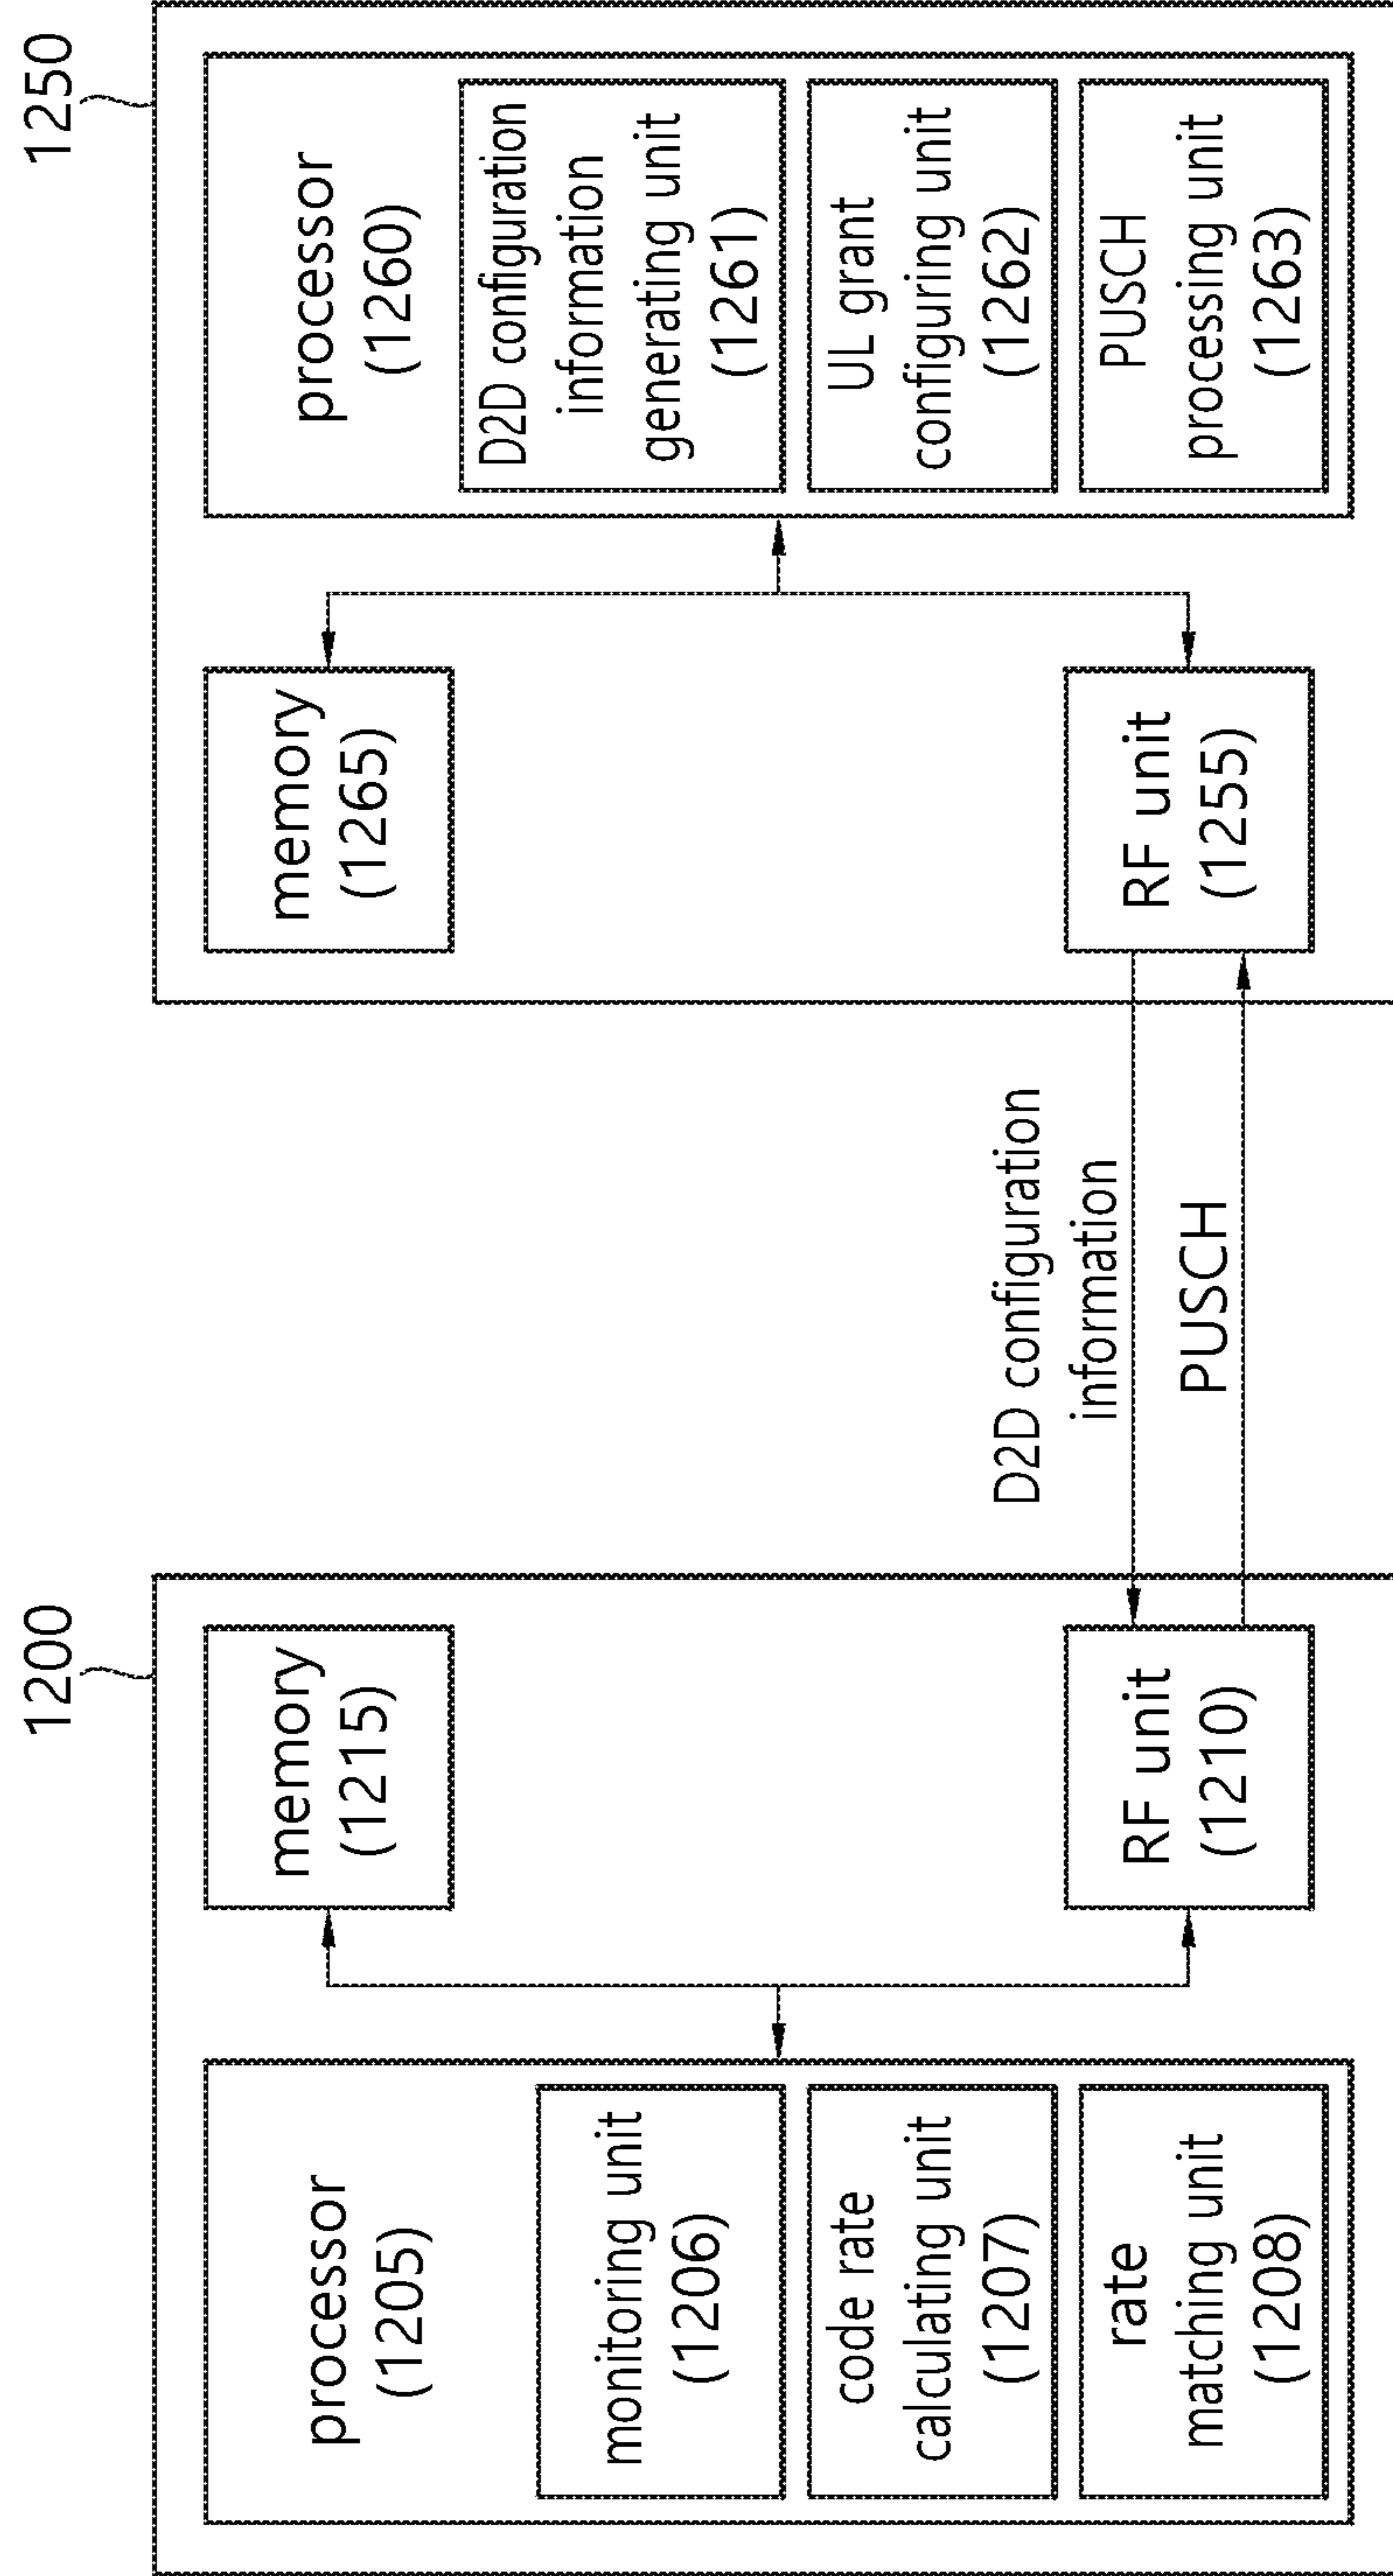 1200
processor
(1205)
monitoring unit
(1206)
code rate
calculating unit
(1207)
rate
matching unit
(1208)
memory
(1215)
RF unit
(1210)
D2D configuration
information
PUSCH
1250
memory
(1265)
RF unit
(1255)
processor
(1260)
D2D configuration
information
generating unit
(1261)
UL grant
configuring unit
(1262)
PUSCH
processing unit
(1263)